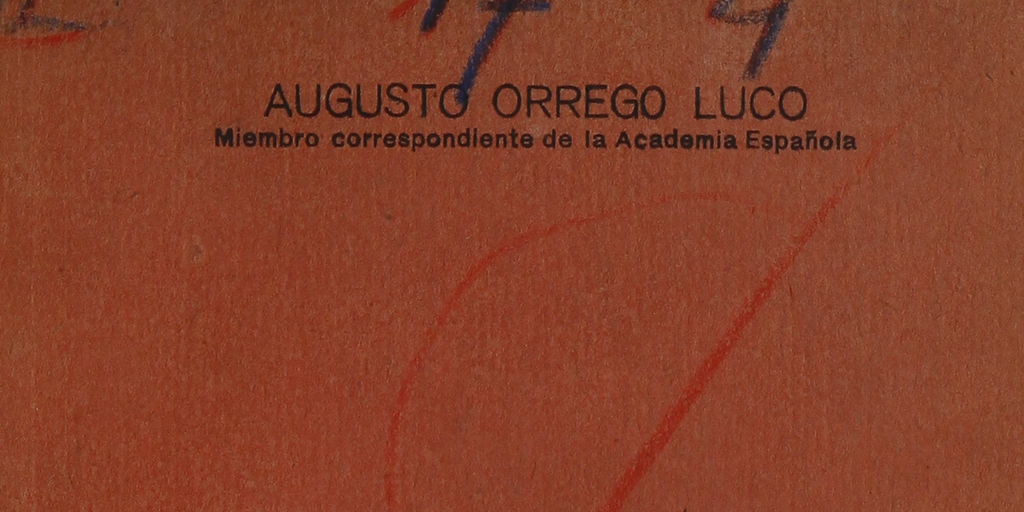 AUGUSTO ORREGO LUCO
Miembro correspondiente de la Academia Española